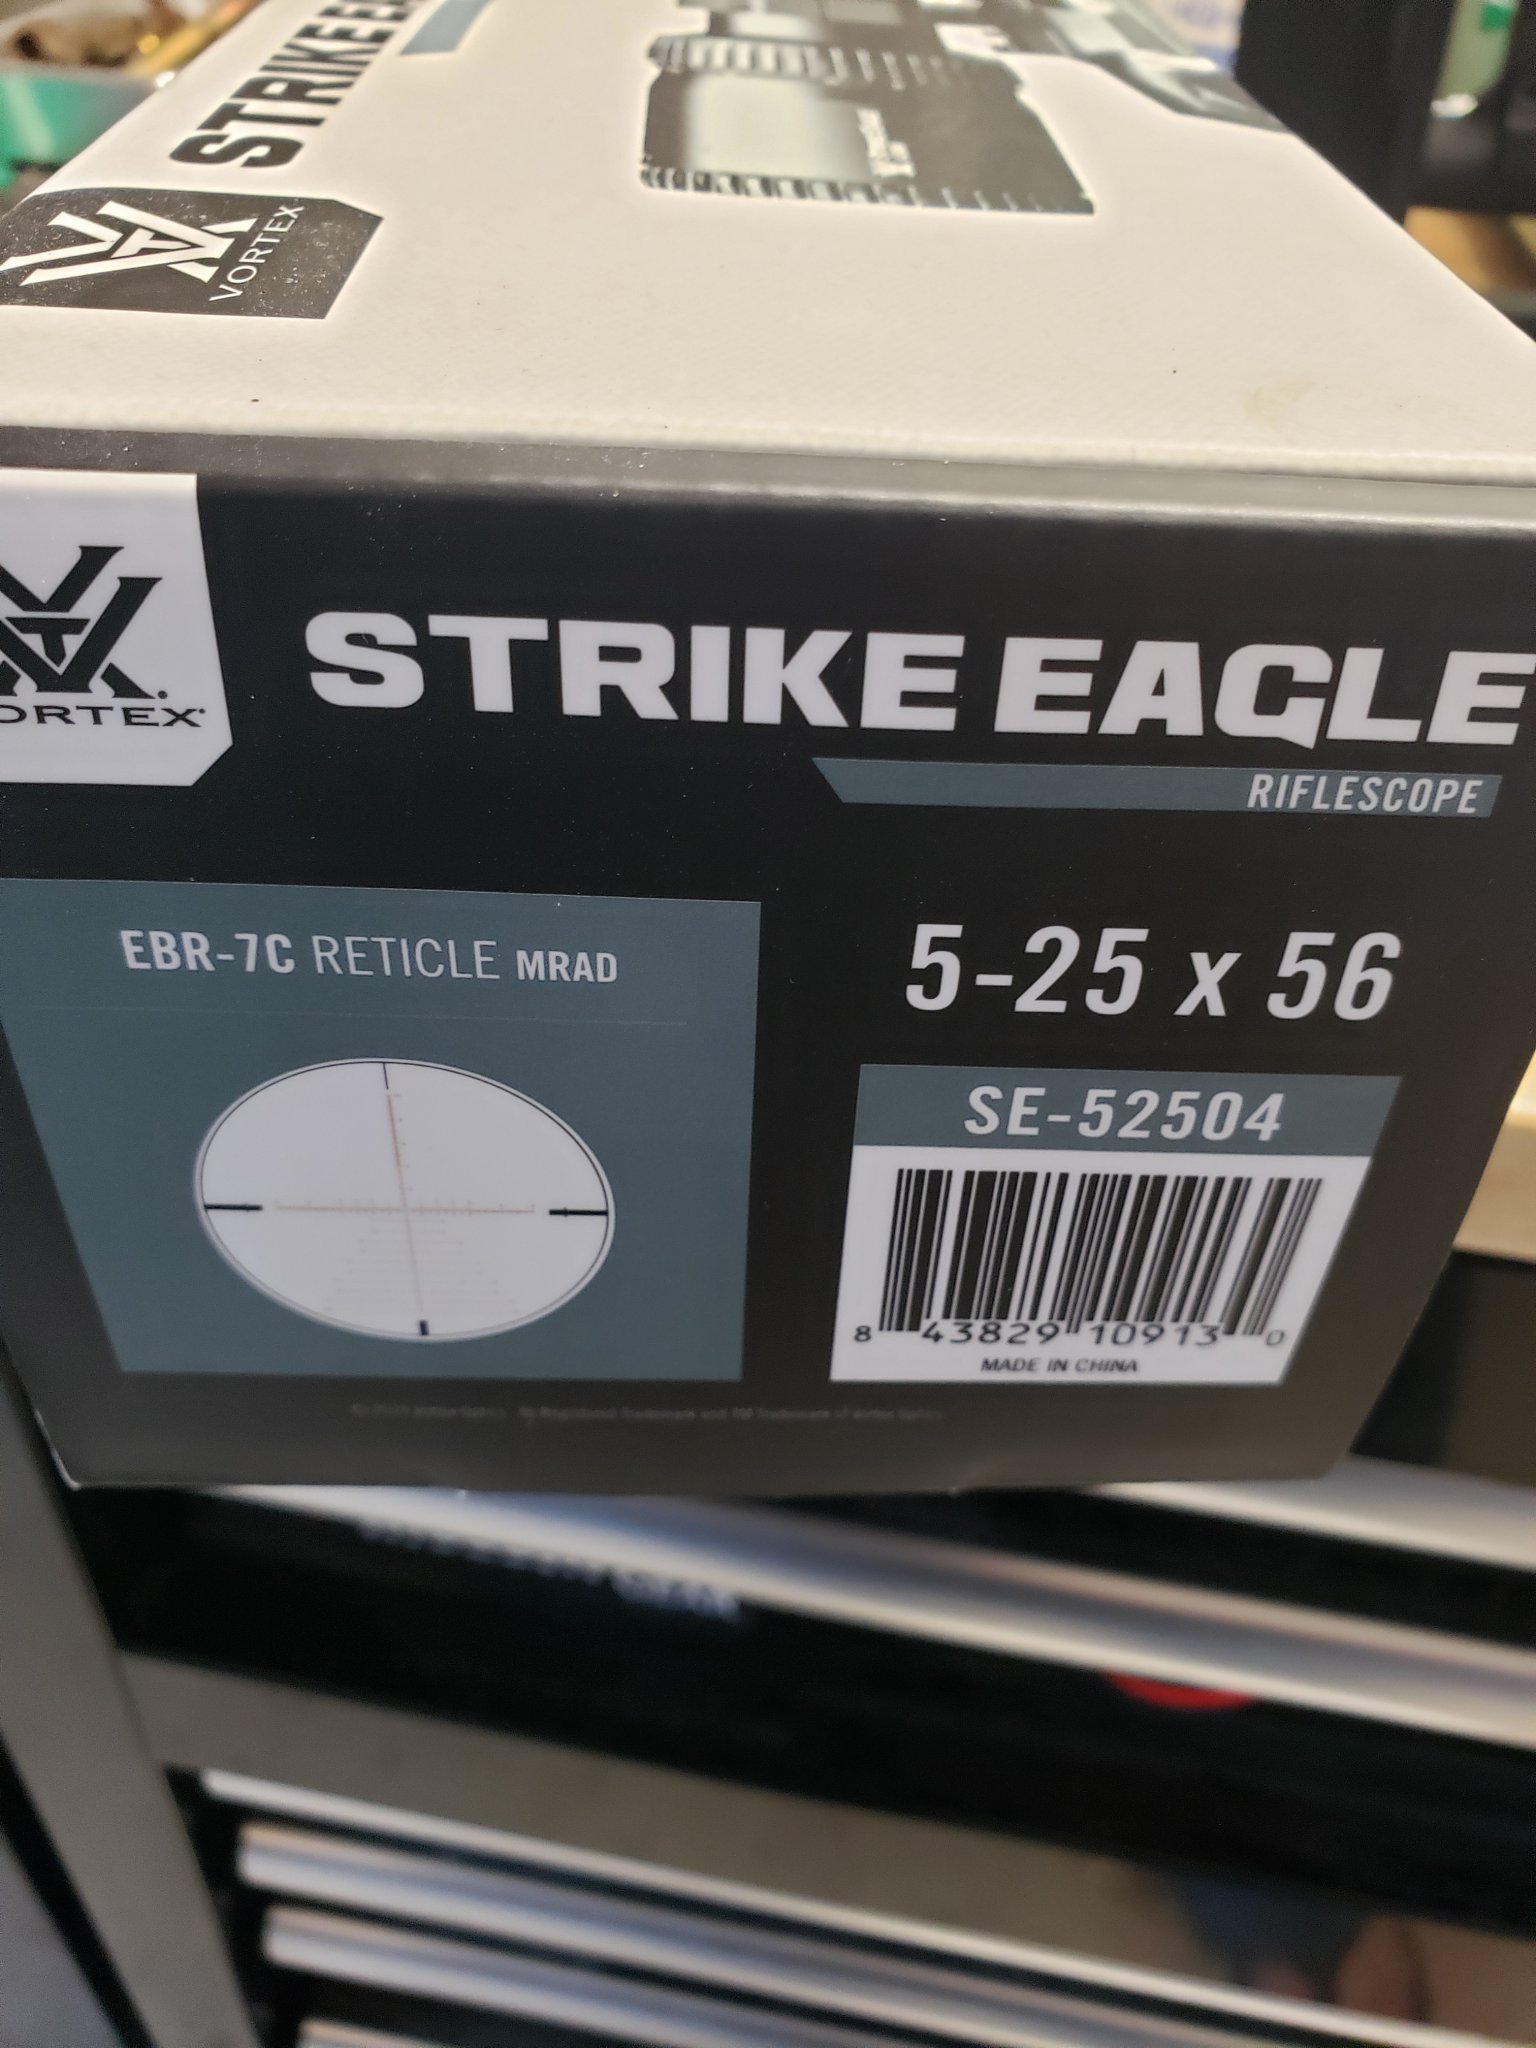 STRIKE
VORTEX
VORTEX
STRIKE EAGLE
RIFLESCOPE
EBR-7C RETICLE MRAD
5-25 x 56
SE-52504
8 43829 10913 0
MADE IN CHINA